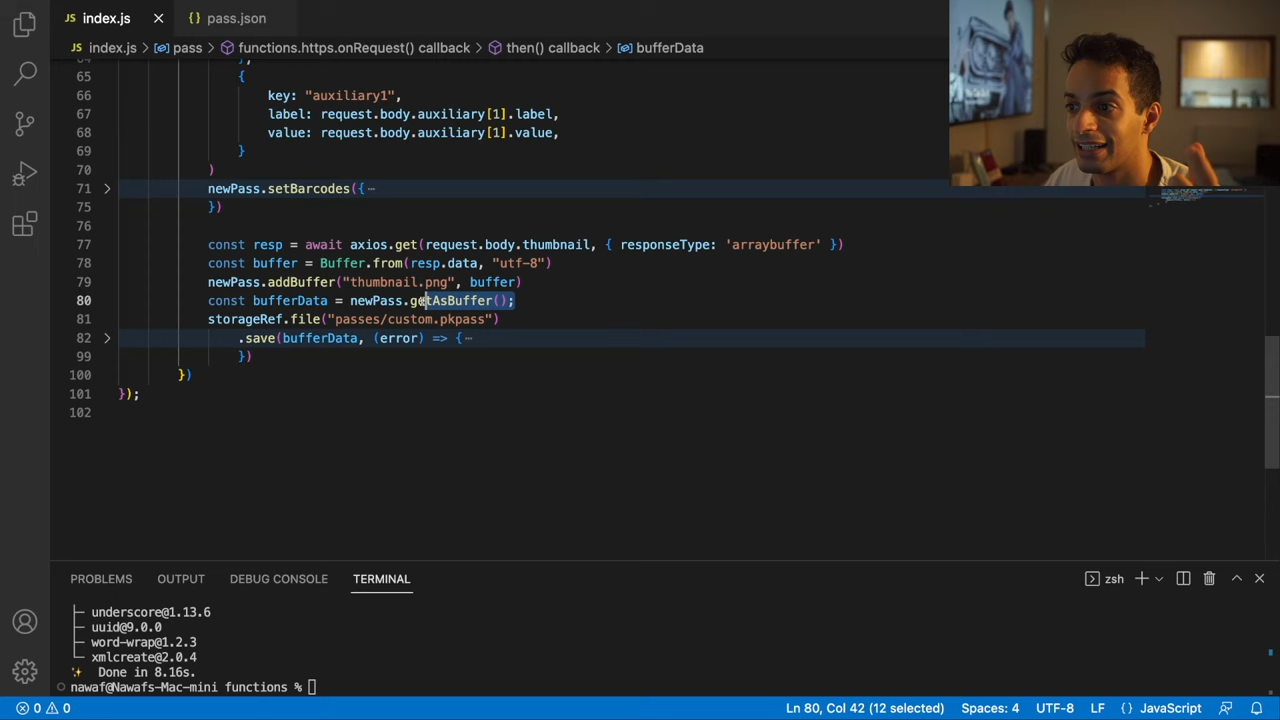 JS index.js
{} pass.json
JS index.js > pass > functions.https.onRequest() callback > then() callback > bufferData
65 {
66 key: "auxiliary1",
67 label: request.body.auxiliary[1].label,
68 value: request.body.auxiliary[1].value,
69 }
70 )
71 newPass.setBarcodes({
75 })
76
77 const resp = await axios.get(request.body.thumbnail, { responseType: 'arraybuffer' })
78 const buffer = Buffer.from(resp.data, "utf-8")
79 newPass.addBuffer("thumbnail.png", buffer)
80 const bufferData = newPass.getAsBuffer();
81 storageRef.file("passes/custom.pkpass")
82 .save(bufferData, (error) => {
99 })
100 })
101 });
102
PROBLEMS OUTPUT DEBUG CONSOLE TERMINAL
zsh
├─ underscore@1.13.6
├─ uuid@9.0.0
├─ word-wrap@1.2.3
└─ xmlcreate@2.0.4
✨ Done in 8.16s.
nawaf@Nawafs-Mac-mini functions %
0 0 Ln 80, Col 42 (12 selected) Spaces: 4 UTF-8 LF {} JavaScript